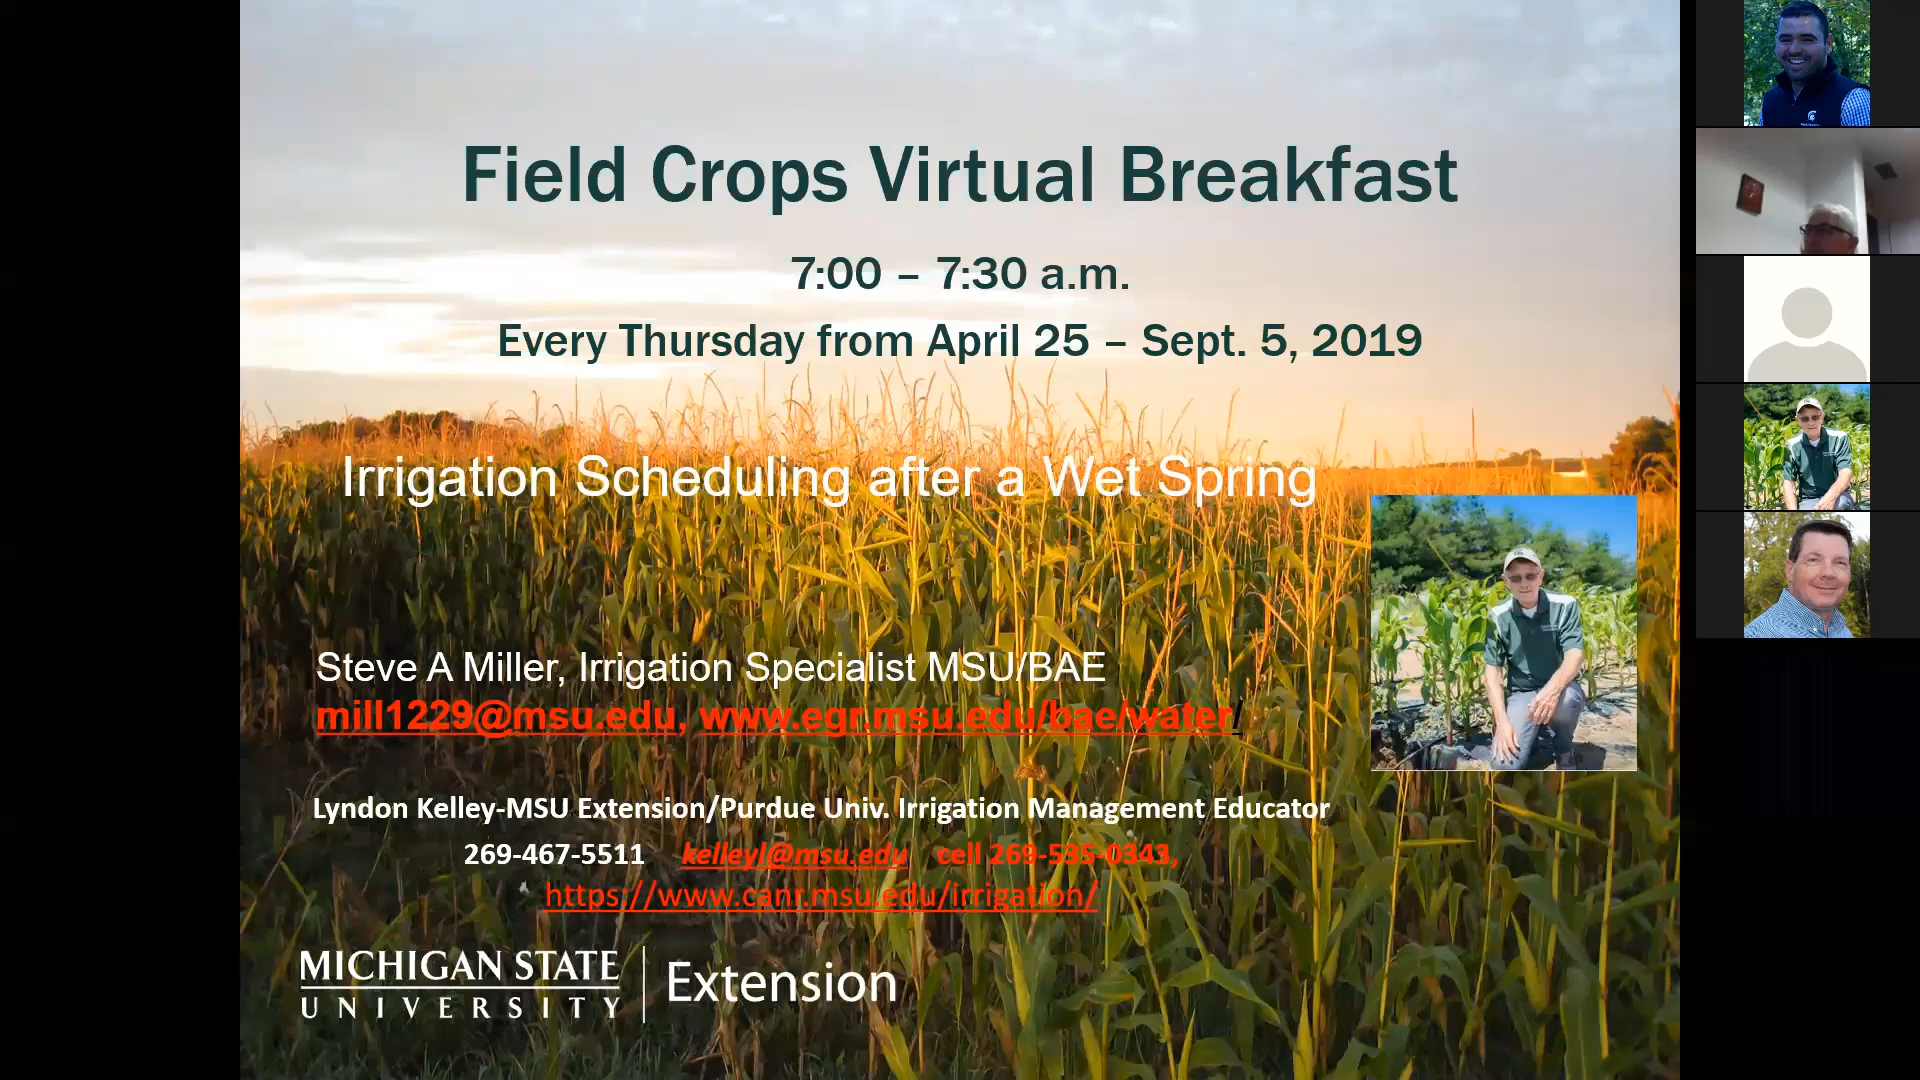 Field Crops Virtual Breakfast
7:00 – 7:30 a.m.
Every Thursday from April 25 – Sept. 5, 2019
Irrigation Scheduling after a Wet Spring
Steve A Miller, Irrigation Specialist MSU/BAE
mill1229@msu.edu, www.egr.msu.edu/bae/water/
Lyndon Kelley-MSU Extension/Purdue Univ. Irrigation Management Educator
269-467-5511 kelleyl@msu.edu cell 269-535-0343,
https://www.canr.msu.edu/irrigation/
MICHIGAN STATE
UNIVERSITY
Extension